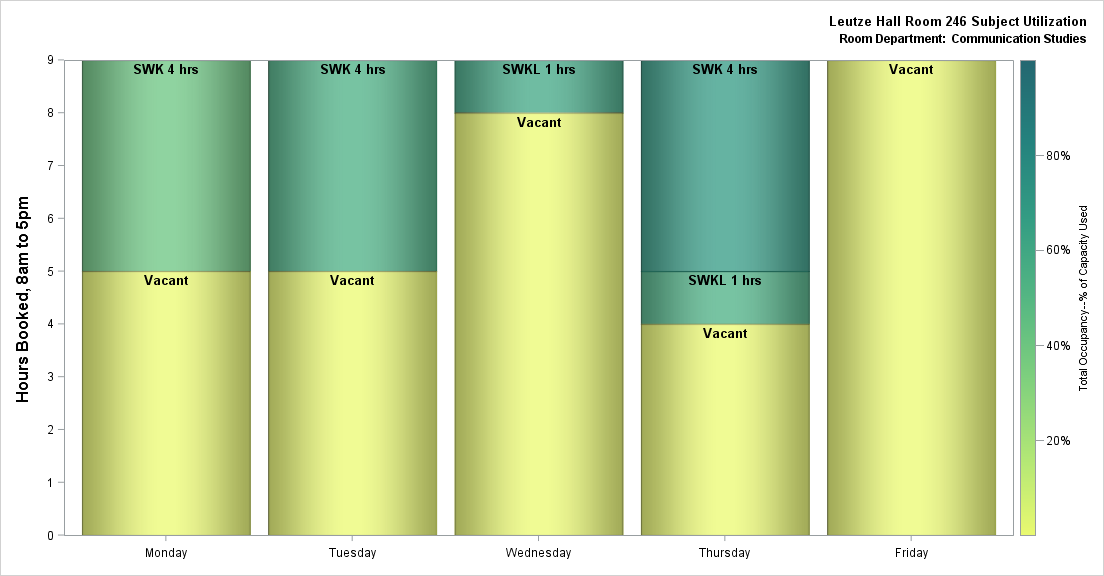 Leutze Hall Room 246 Subject Utilization
Room Department: Communication Studies
Hours Booked, 8am to 5pm
9
8
7
6
5
4
3
2
1
0
SWK 4 hrs
Vacant
SWK 4 hrs
Vacant
SWKL 1 hrs
Vacant
SWK 4 hrs
SWKL 1 hrs
Vacant
Vacant
Monday
Tuesday
Wednesday
Thursday
Friday
80%
60%
40%
20%
Total Occupancy--% of Capacity Used